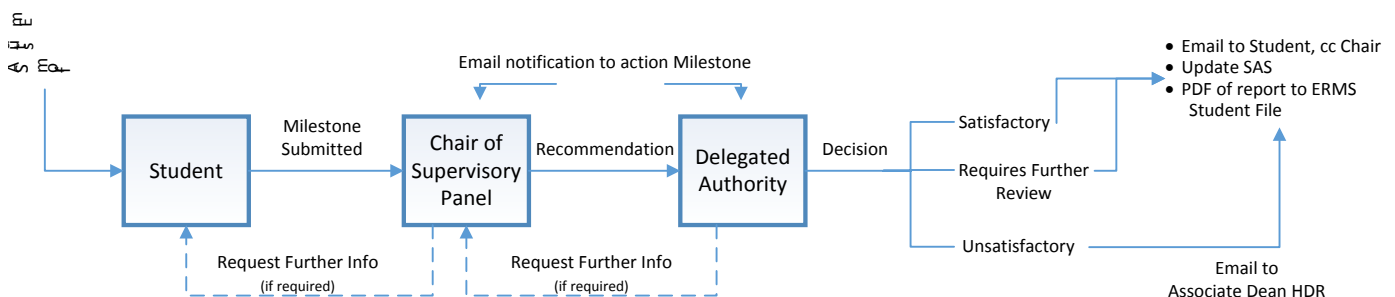 Email notification to action Milestone
• Email to Student, cc Chair
• Update SAS
• PDF of report to ERMS
Student File
Student
Milestone
Submitted
Chair of
Supervisory
Panel
Recommendation
Delegated
Authority
Decision
Satisfactory
Requires Further
Review
Unsatisfactory
Request Further Info
(if required)
Request Further Info
(if required)
Email to
Associate Dean HDR